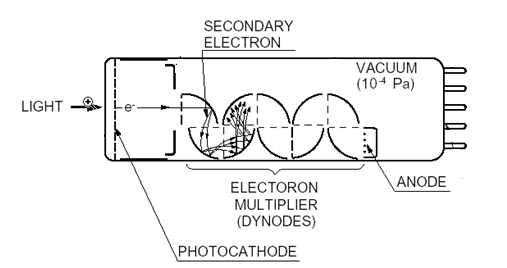 SECONDARY
ELECTRON
VACUUM
(10⁻⁴ Pa)
LIGHT
e⁻
ANODE
ELECTORON
MULTIPLIER
(DYNODES)
PHOTOCATHODE